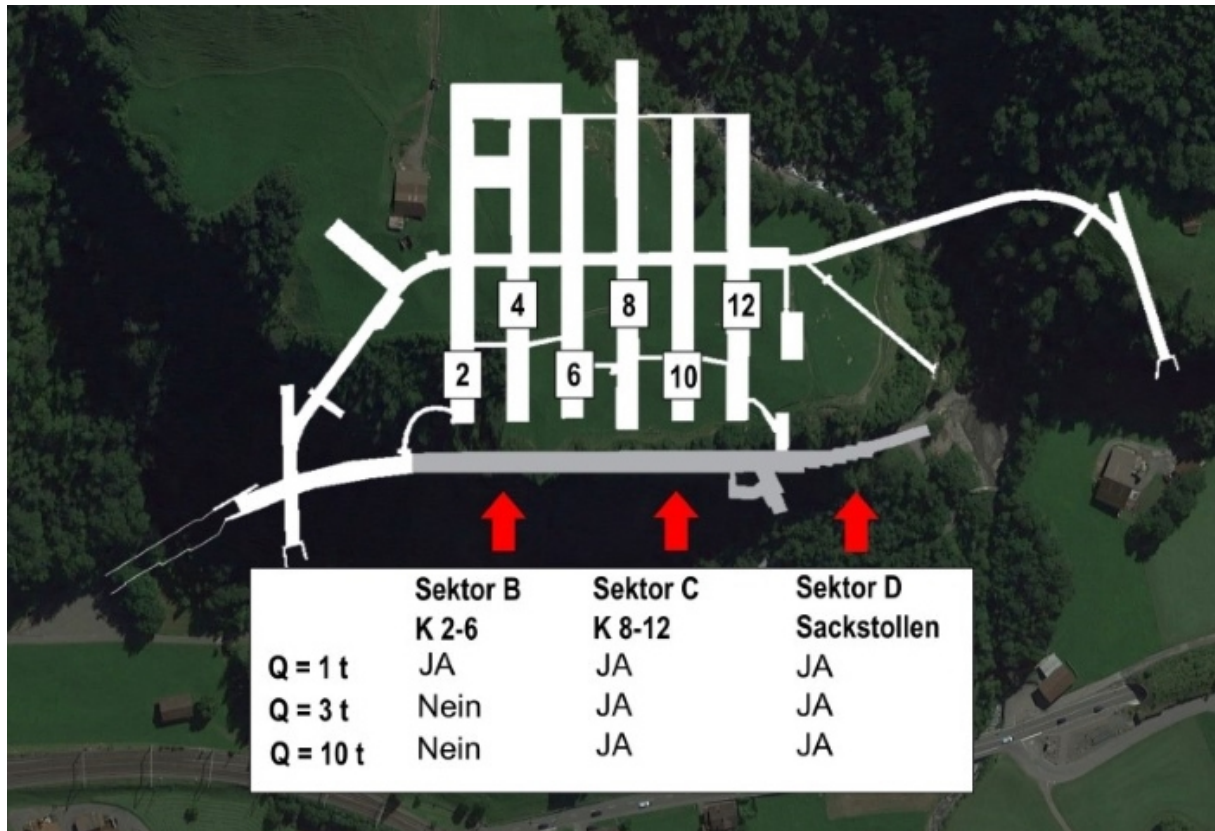 4
8
12
2
6
10
Sektor B Sektor C Sektor D
K 2-6 K 8-12 Sackstollen
Q = 1 t JA JA JA
Q = 3 t Nein JA JA
Q = 10 t Nein JA JA